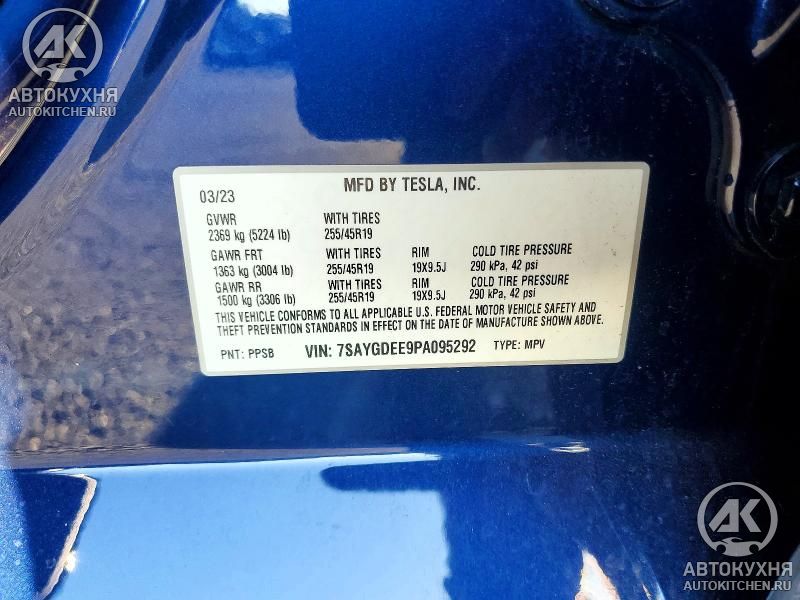 АК
АВТОКУХНЯ
AUTOKITCHEN.RU
MFD BY TESLA, INC.
03/23
GVWR WITH TIRES
2369 kg (5224 lb) 255/45R19
GAWR FRT WITH TIRES RIM COLD TIRE PRESSURE
1363 kg (3004 lb) 255/45R19 19X9.5J 290 kPa, 42 psi
GAWR RR WITH TIRES RIM COLD TIRE PRESSURE
1500 kg (3306 lb) 255/45R19 19X9.5J 290 kPa, 42 psi
THIS VEHICLE CONFORMS TO ALL APPLICABLE U.S. FEDERAL MOTOR VEHICLE SAFETY AND
THEFT PREVENTION STANDARDS IN EFFECT ON THE DATE OF MANUFACTURE SHOWN ABOVE.
PNT: PPSB VIN: 7SAYGDEE9PA095292 TYPE: MPV
АК
АВТОКУХНЯ
AUTOKITCHEN.RU